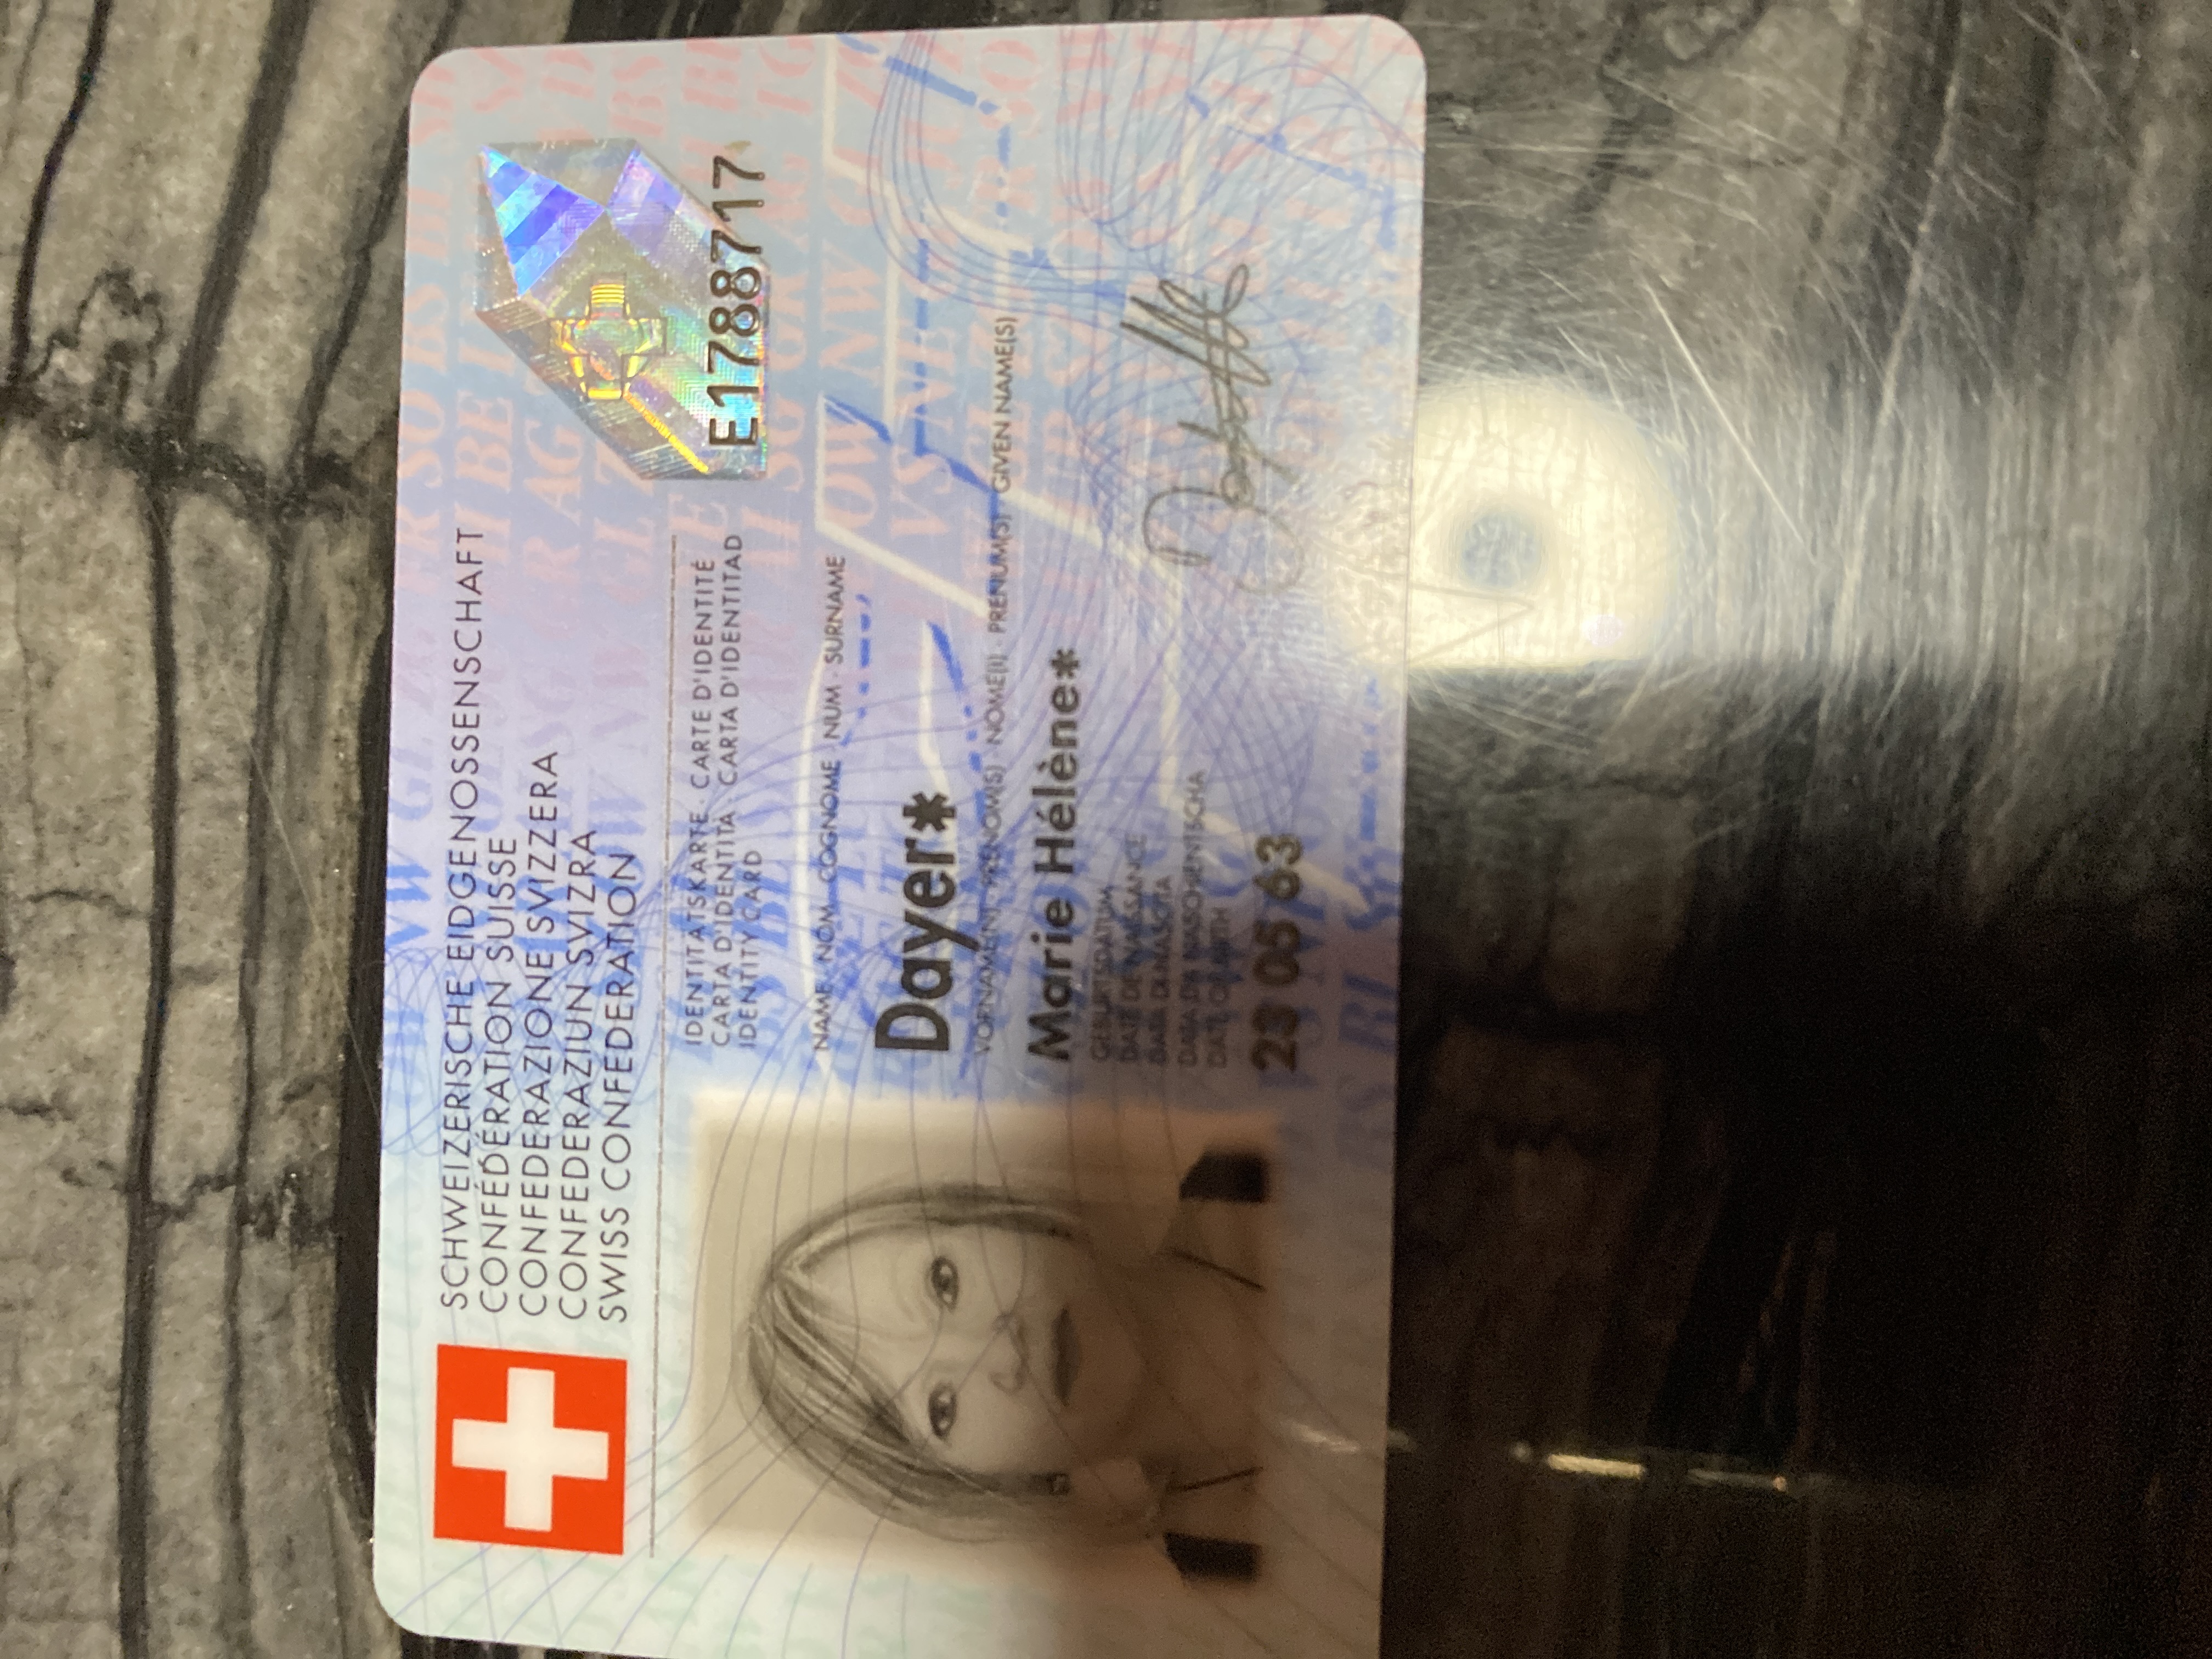 SCHWEIZERISCHE EIDGENOSSENSCHAFT
CONFÉDÉRATION SUISSE
CONFEDERAZIONE SVIZZERA
CONFEDERAZIUN SVIZRA
SWISS CONFEDERATION
IDENTITÄTSKARTE · CARTE D'IDENTITÉ
CARTA D'IDENTITÀ · CARTA D'IDENTITAD
IDENTITY CARD
E1788717
NAME · NOM · COGNOME · NUM · SURNAME
Dayer*
VORNAME(N) · PRÉNOM(S) · NOME(I) · PRENUM(S) · GIVEN NAME(S)
Marie Hélène*
GEBURTSDATUM
DATE DE NAISSANCE
DATA DI NASCITA
DATA DA NASCHIENTSCHA
DATE OF BIRTH
23 05 63